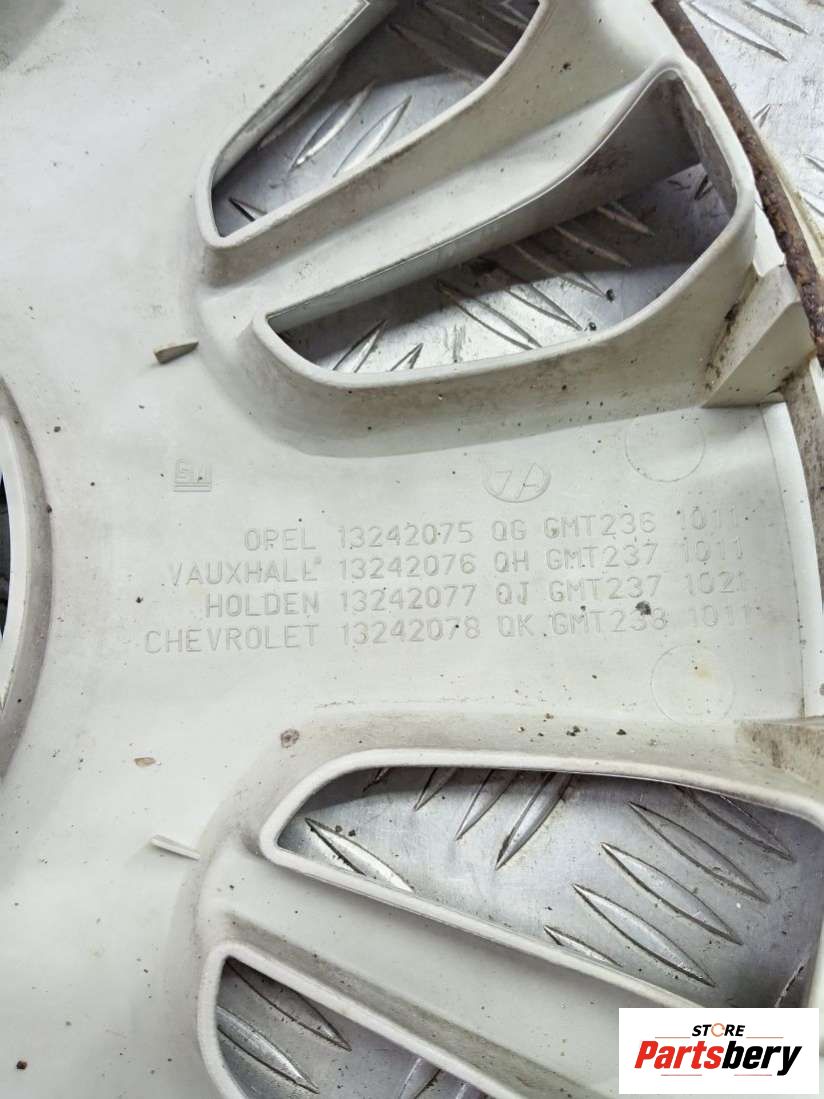 GM
7A
OPEL 13242075 QG GMT236 1011
VAUXHALL 13242076 QH GMT237 1011
HOLDEN 13242077 QJ GMT237 1021
CHEVROLET 13242078 QK GMT238 1011
STORE
Partsbery